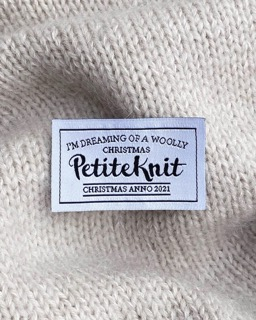 I'M DREAMING OF A WOOLLY
CHRISTMAS
PetiteKnit
CHRISTMAS ANNO 2021